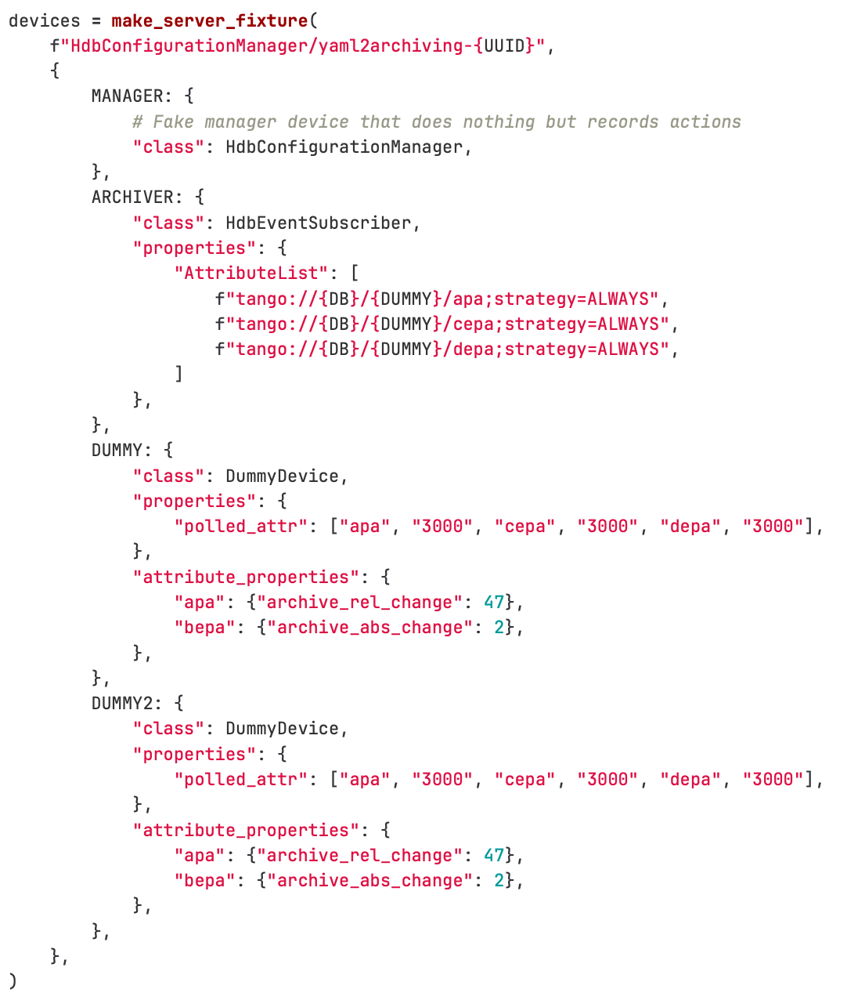 devices = make_server_fixture(
    f"HdbConfigurationManager/yaml2archiving-{UUID}",
    {
        MANAGER: {
            # Fake manager device that does nothing but records actions
            "class": HdbConfigurationManager,
        },
        ARCHIVER: {
            "class": HdbEventSubscriber,
            "properties": {
                "AttributeList": [
                    f"tango://{DB}/{DUMMY}/apa;strategy=ALWAYS",
                    f"tango://{DB}/{DUMMY}/cepa;strategy=ALWAYS",
                    f"tango://{DB}/{DUMMY}/depa;strategy=ALWAYS",
                ]
            },
        },
        DUMMY: {
            "class": DummyDevice,
            "properties": {
                "polled_attr": ["apa", "3000", "cepa", "3000", "depa", "3000"],
            },
            "attribute_properties": {
                "apa": {"archive_rel_change": 47},
                "bepa": {"archive_abs_change": 2},
            },
        },
        DUMMY2: {
            "class": DummyDevice,
            "properties": {
                "polled_attr": ["apa", "3000", "cepa", "3000", "depa", "3000"],
            },
            "attribute_properties": {
                "apa": {"archive_rel_change": 47},
                "bepa": {"archive_abs_change": 2},
            },
        },
    },
)